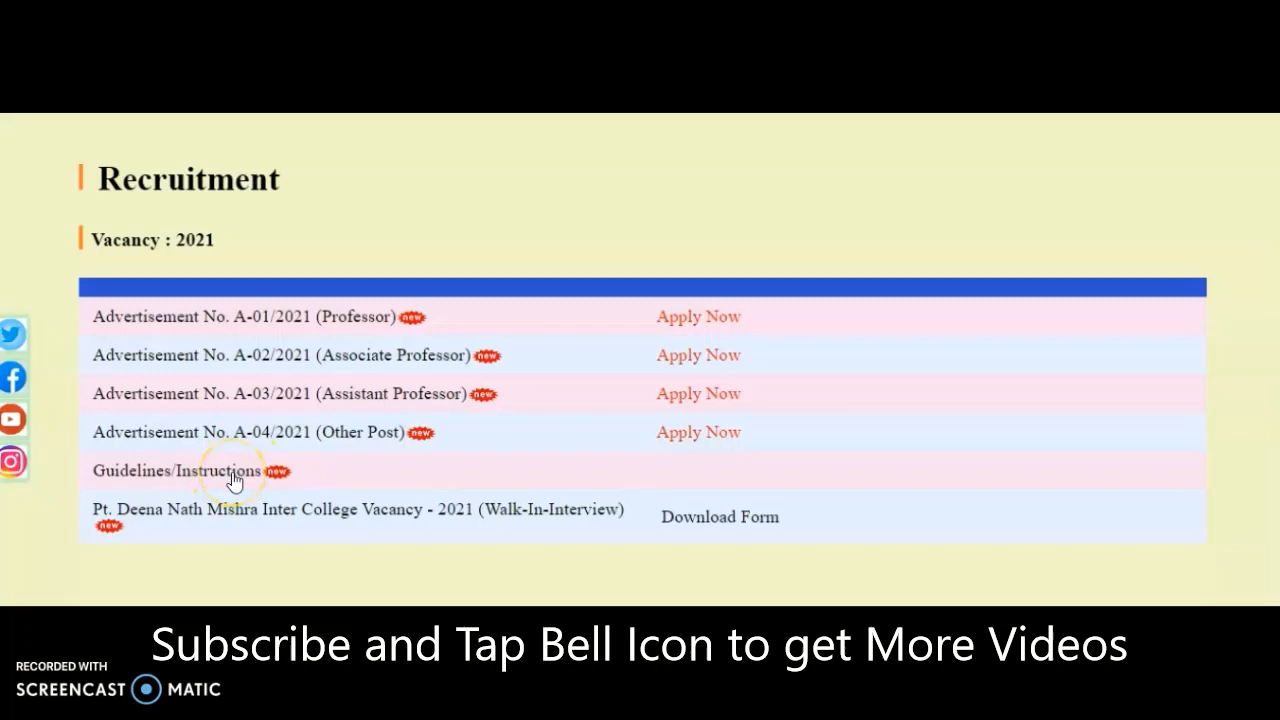 Recruitment
Vacancy : 2021
Advertisement No. A-01/2021 (Professor) new Apply Now
Advertisement No. A-02/2021 (Associate Professor) new Apply Now
Advertisement No. A-03/2021 (Assistant Professor) new Apply Now
Advertisement No. A-04/2021 (Other Post) new Apply Now
Guidelines/Instructions new
Pt. Deena Nath Mishra Inter College Vacancy - 2021 (Walk-In-Interview) Download Form
new
Subscribe and Tap Bell Icon to get More Videos
RECORDED WITH
SCREENCAST MATIC